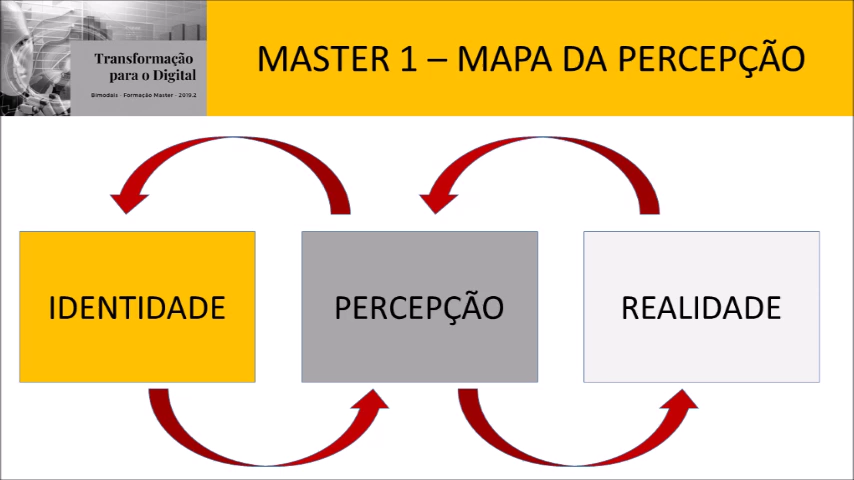 Transformação
para o Digital
Bimodais - Formação Master - 2019.2
MASTER 1 – MAPA DA PERCEPÇÃO
IDENTIDADE
PERCEPÇÃO
REALIDADE